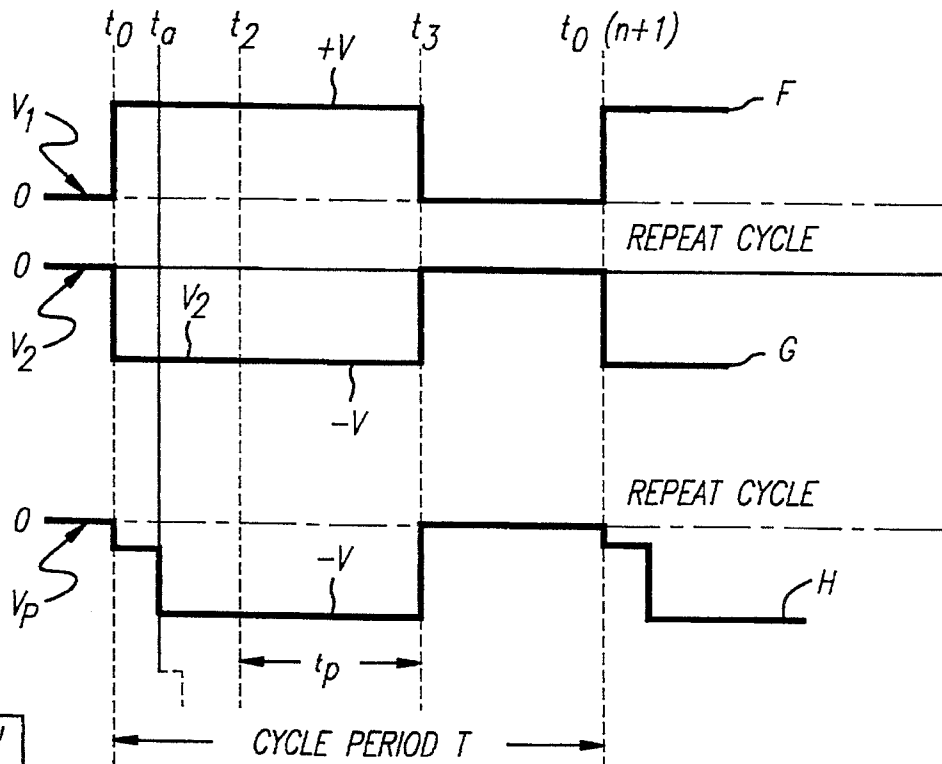 t0 ta t2 t3 t0 (n+1)
+V
F
V1
0
REPEAT CYCLE
0
V2
V2
G
-V
REPEAT CYCLE
0
-V
H
VP
tp
CYCLE PERIOD T